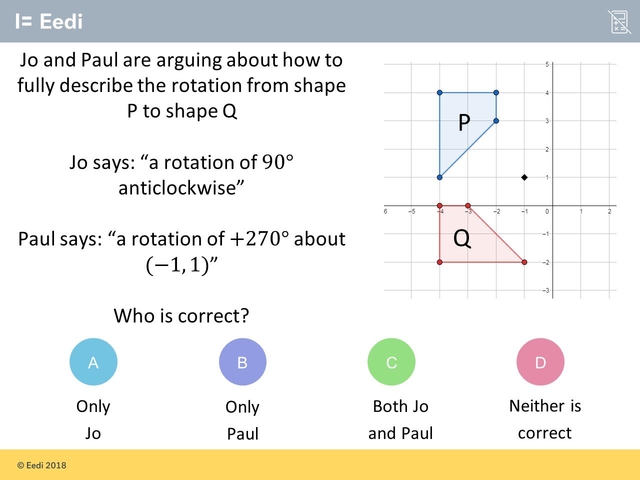 Eedi
Jo and Paul are arguing about how to
fully describe the rotation from shape
P to shape Q
Jo says: “a rotation of 90°
anticlockwise”
Paul says: “a rotation of +270° about
(−1, 1)”
Who is correct?
5
4
3
2
1
6 −5 −4 −3 −2 −1 0 1 2
−1
−2
−3
P
Q
A B C D
Only Only Both Jo Neither is
Jo Paul and Paul correct
© Eedi 2018